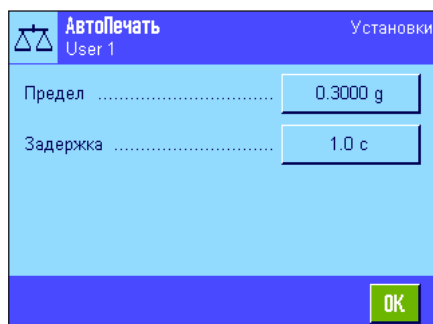 АвтоПечать Установки
User 1
Предел .............................. 0.3000 g
Задержка ........................... 1.0 с
OK